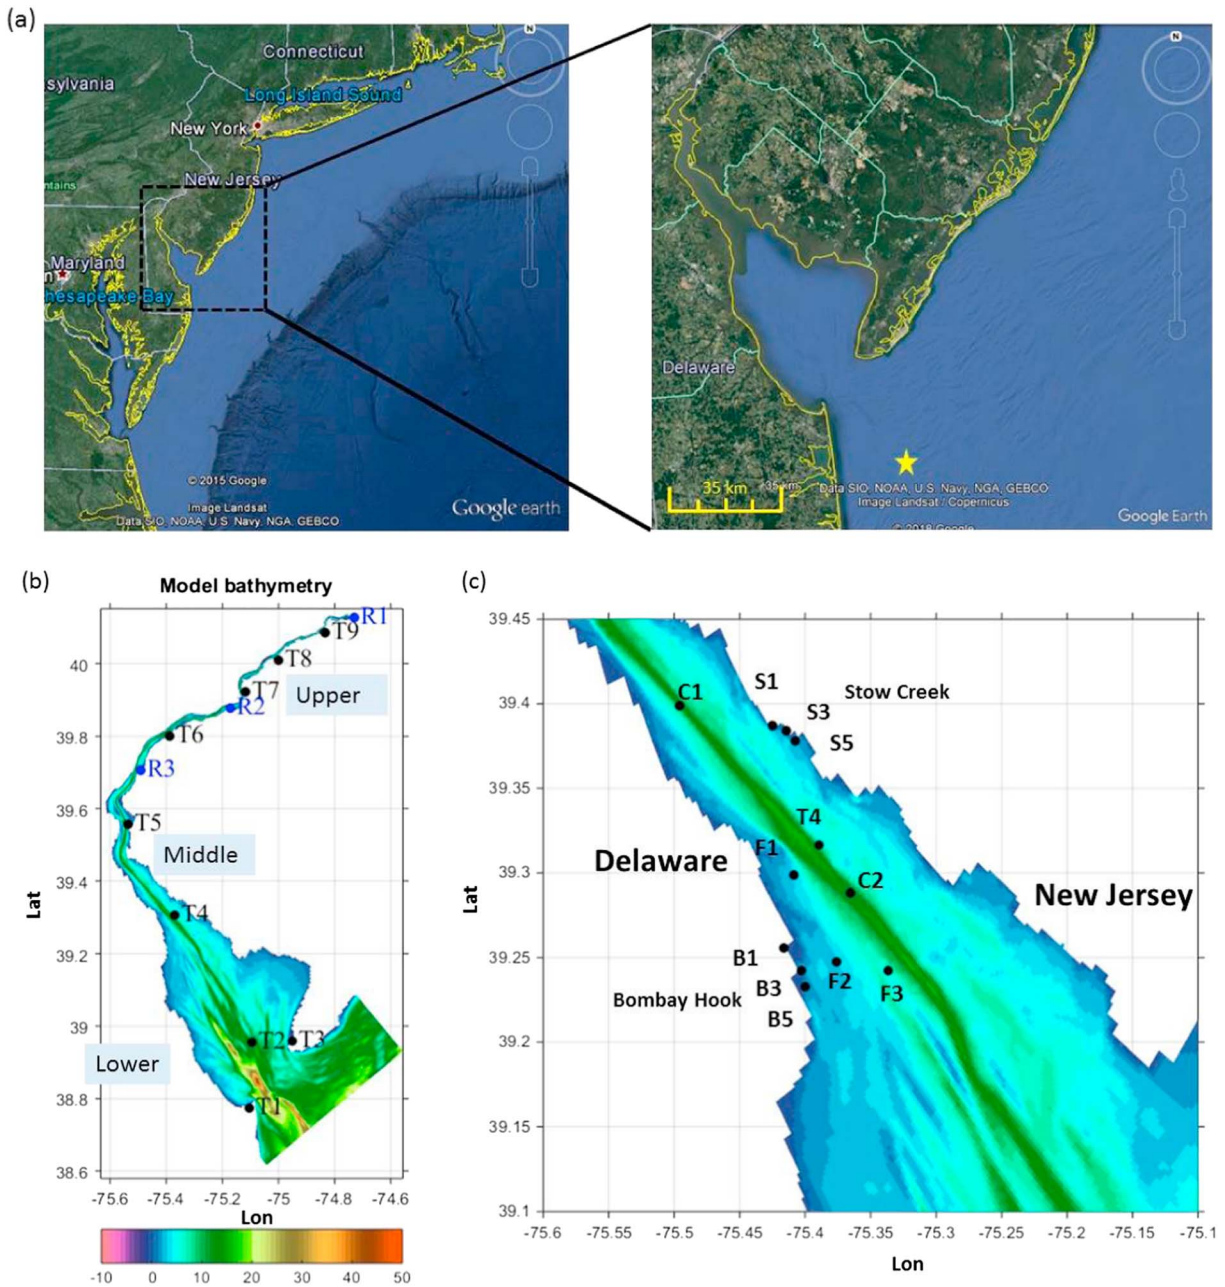 (a)
Connecticut
sylvania
Long Island Sound
New York
New Jersey
ntains
Maryland
hesapeake Bay
© 2015 Google
Image Landsat
Data SIO, NOAA, U.S. Navy, NGA, GEBCO
Google earth
N
N
Delaware
35 km
35 km
Data SIO, NOAA, U.S. Navy, NGA, GEBCO
Image Landsat / Copernicus
© 2018 Google
Google Earth
(b)
Model bathymetry
R1
T9
T8
T7
R2
Upper
T6
R3
T5
Middle
T4
T2
T3
Lower
T1
40
39.8
39.6
39.4
39.2
39
38.8
38.6
Lat
-75.6
-75.4
-75.2
-75
-74.8
-74.6
Lon
-10
0
10
20
30
40
50
(c)
39.45
39.4
39.35
39.3
39.25
39.2
39.15
39.1
Lat
C1
S1
Stow Creek
S3
S5
T4
F1
Delaware
C2
New Jersey
B1
F2
B3
F3
Bombay Hook
B5
-75.6
-75.55
-75.5
-75.45
-75.4
-75.35
-75.3
-75.25
-75.2
-75.15
-75.1
Lon